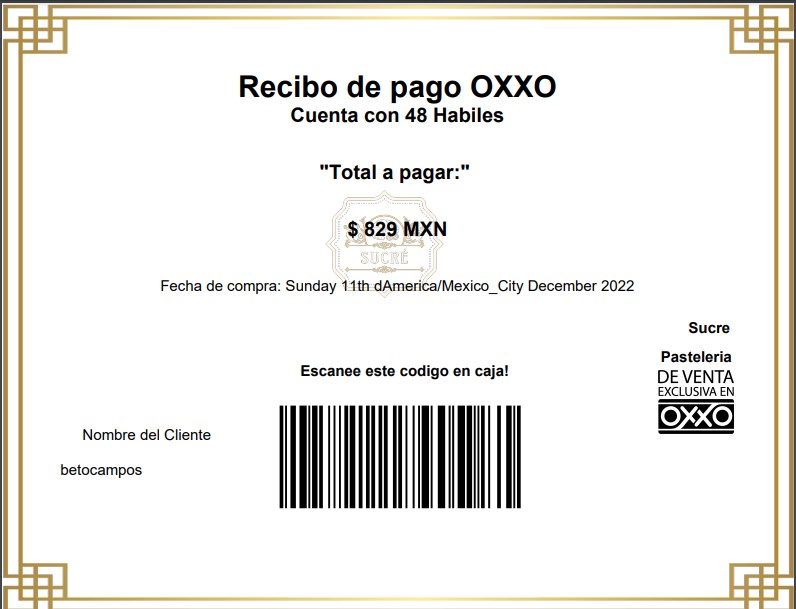 Recibo de pago OXXO
Cuenta con 48 Habiles
"Total a pagar:"
$ 829 MXN
SUCRÉ
Fecha de compra: Sunday 11th dAmerica/Mexico_City December 2022
Sucre
Pasteleria
DE VENTA
EXCLUSIVA EN
OXXO
Escanee este codigo en caja!
Nombre del Cliente
betocampos